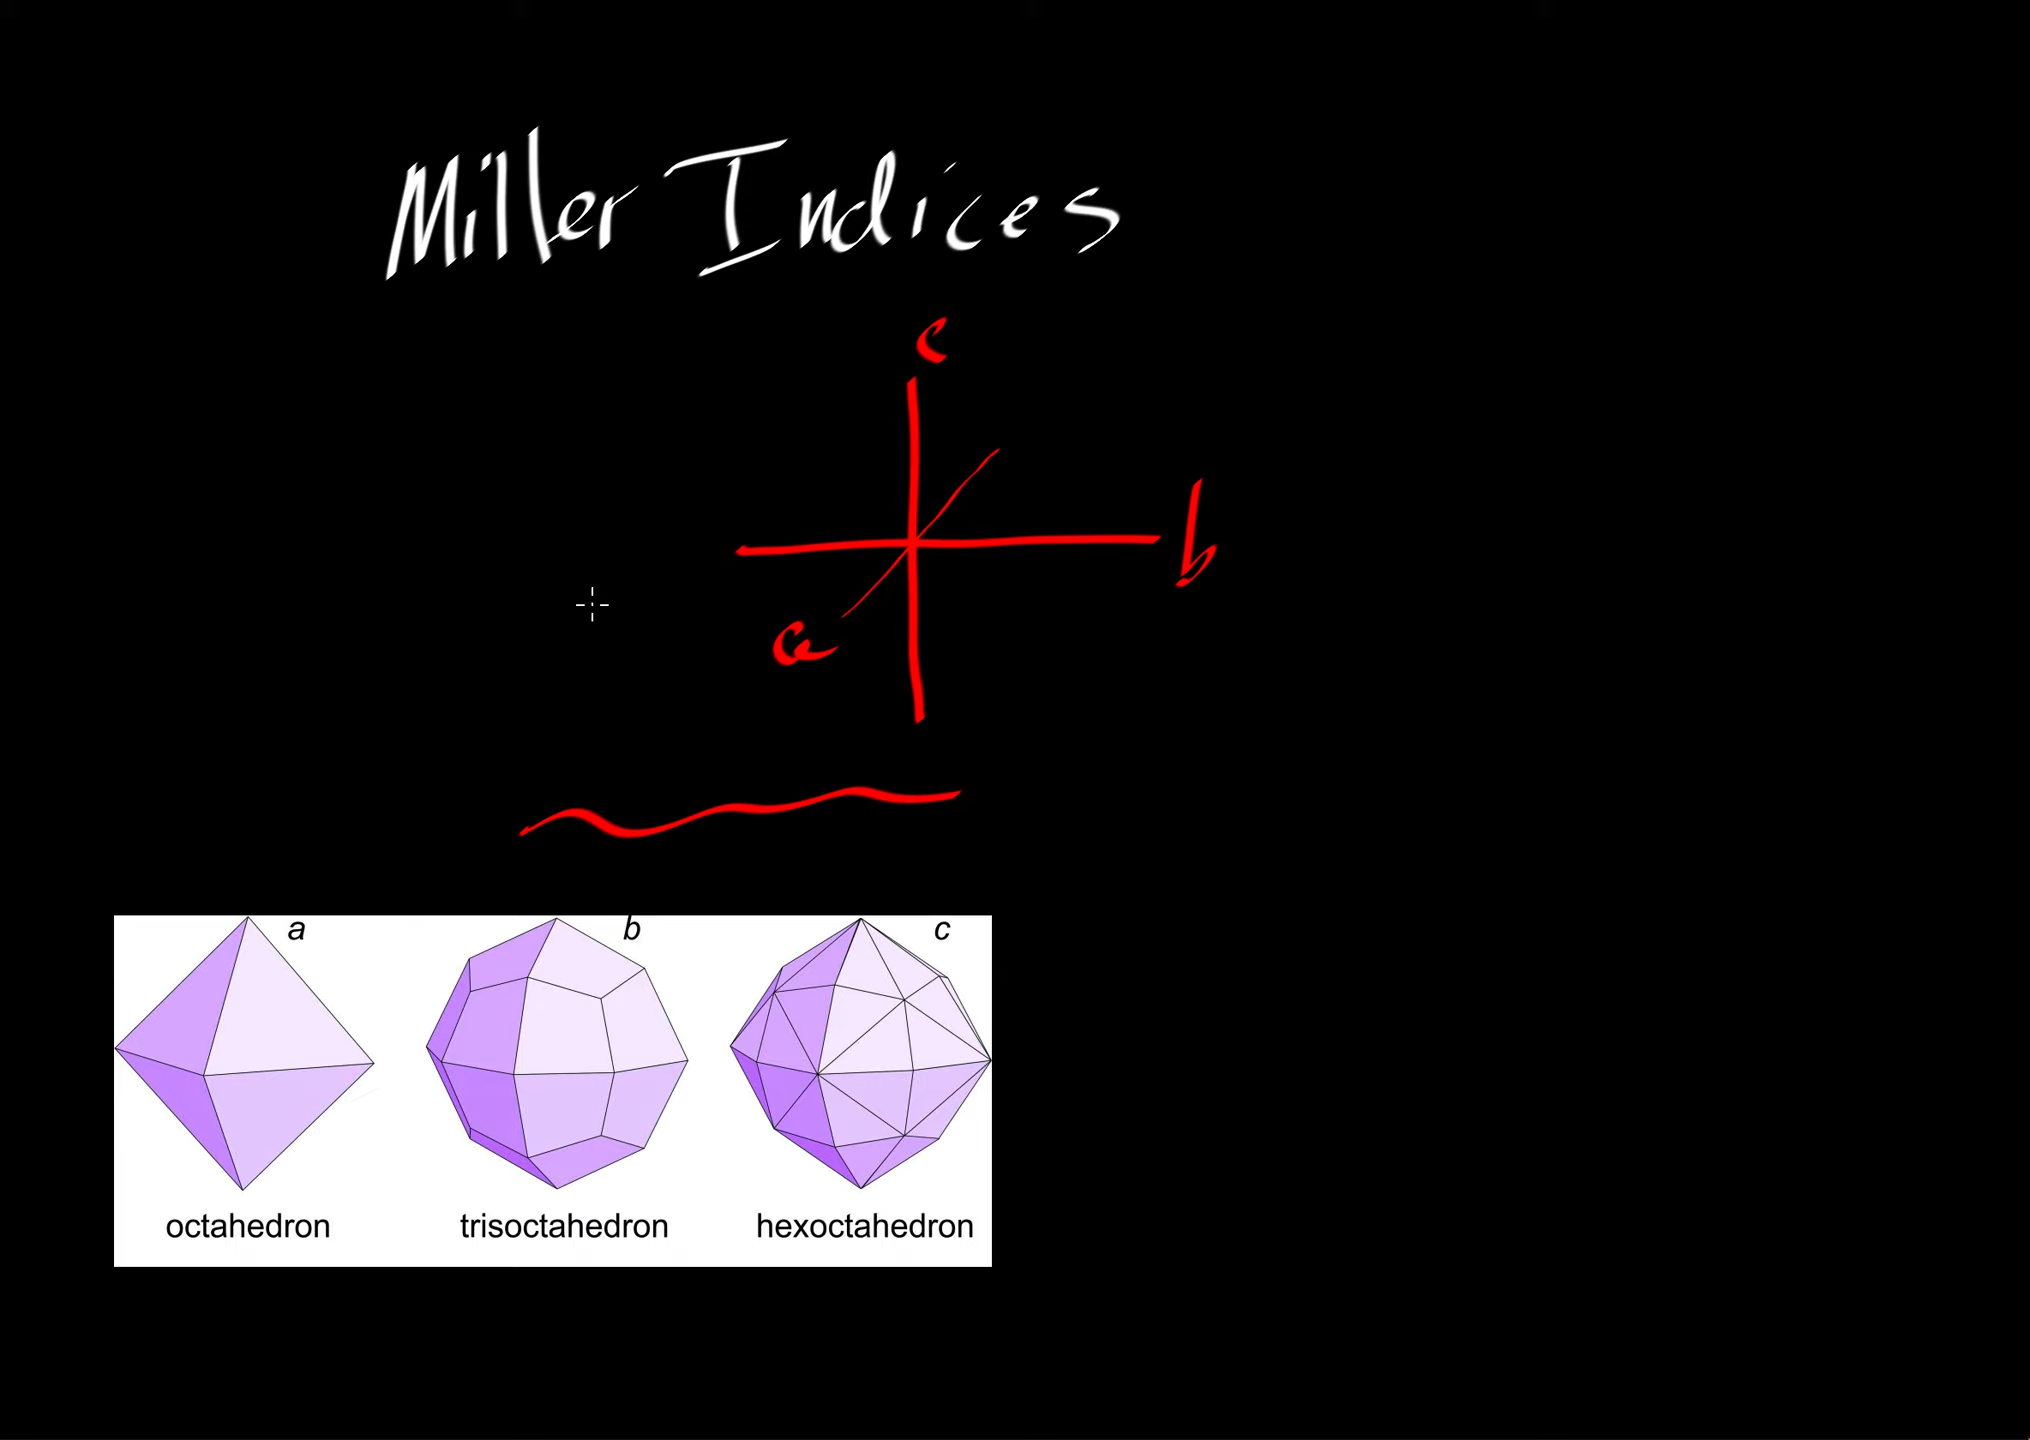 Miller Indices
c
b
a
a b c
octahedron trisoctahedron hexoctahedron